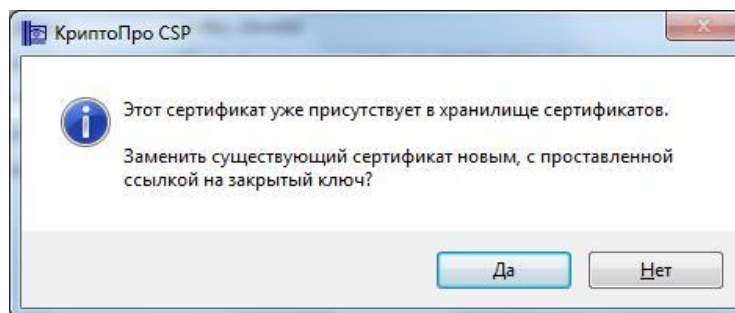 КриптоПро CSP
Этот сертификат уже присутствует в хранилище сертификатов.
Заменить существующий сертификат новым, с проставленной
ссылкой на закрытый ключ?
Да
Нет